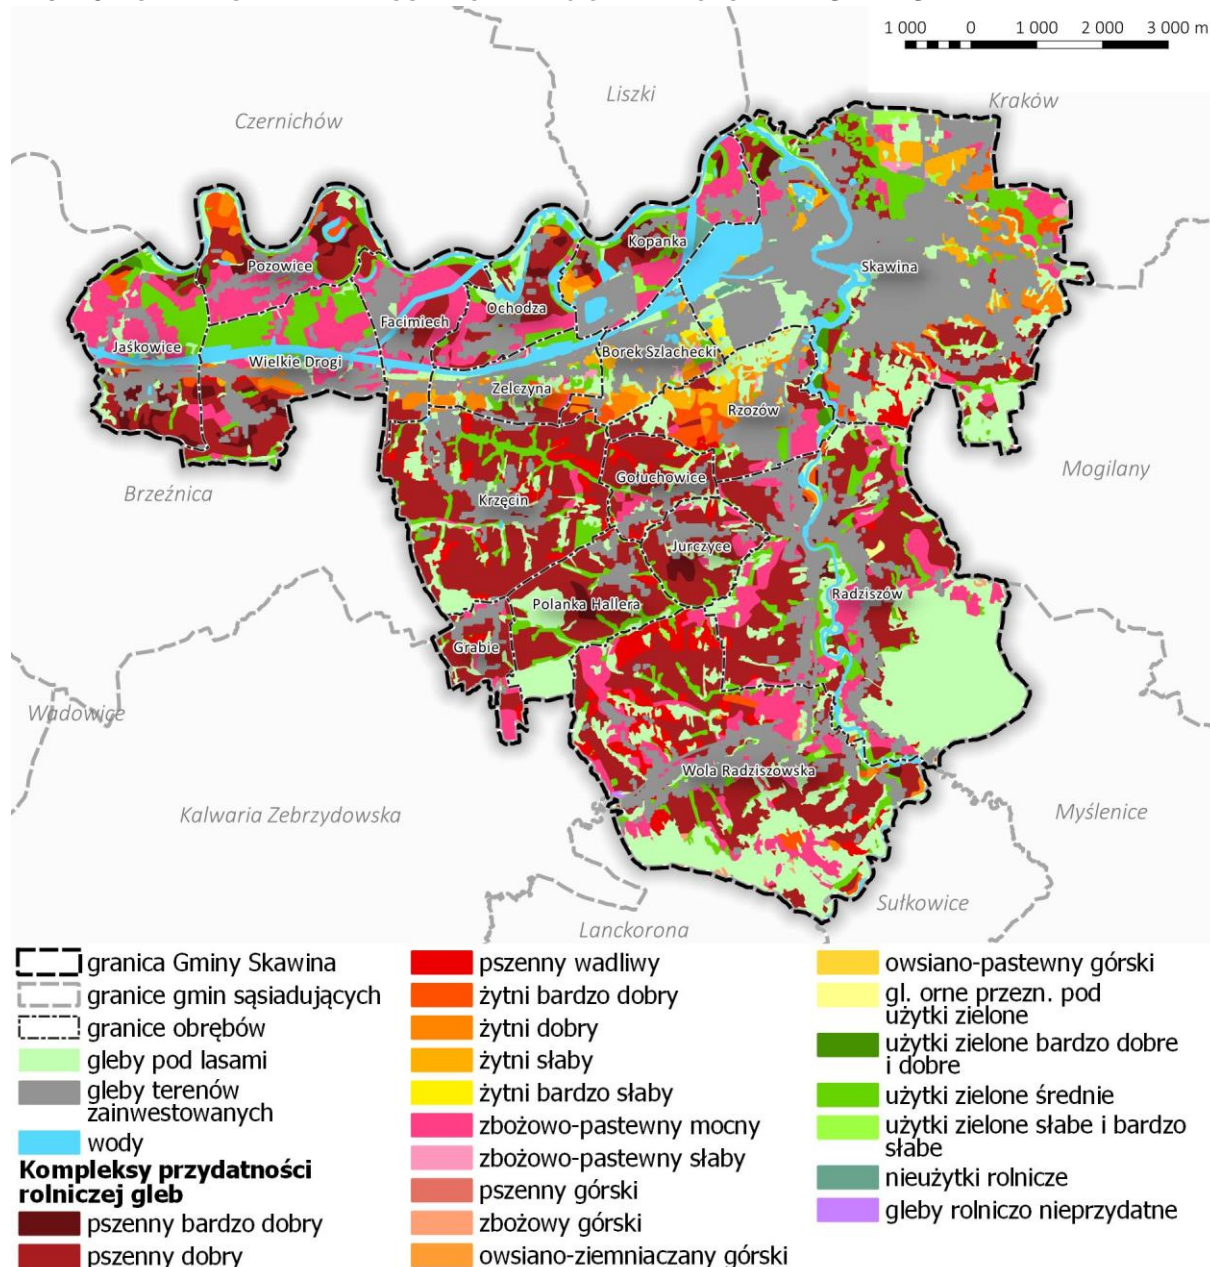 1 000 0 1 000 2 000 3 000 m
Liszki
Kraków
Czernichów
Kopanka
Skawina
Pozowice
Ochodza
Facimiech
Jaśkowice
Wielkie Drogi
Borek Szlachecki
Zelczyna
Rzozów
Mogilany
Brzeźnica
Gołuchowice
Krzęcin
Jurczyce
Radziszów
Polanka Hallera
Grabie
Wadowice
Wola Radziszowska
Kalwaria Zebrzydowska
Myślenice
Sułkowice
Lanckorona
granica Gminy Skawina
granice gmin sąsiadujących
granice obrębów
gleby pod lasami
gleby terenów
zainwestowanych
wody
Kompleksy przydatności
rolniczej gleb
pszenny bardzo dobry
pszenny dobry
pszenny wadliwy
żytni bardzo dobry
żytni dobry
żytni słaby
żytni bardzo słaby
zbożowo-pastewny mocny
zbożowo-pastewny słaby
pszenny górski
zbożowy górski
owsiano-ziemniaczany górski
owsiano-pastewny górski
gl. orne przezn. pod
użytki zielone
użytki zielone bardzo dobre
i dobre
użytki zielone średnie
użytki zielone słabe i bardzo
słabe
nieużytki rolnicze
gleby rolniczo nieprzydatne